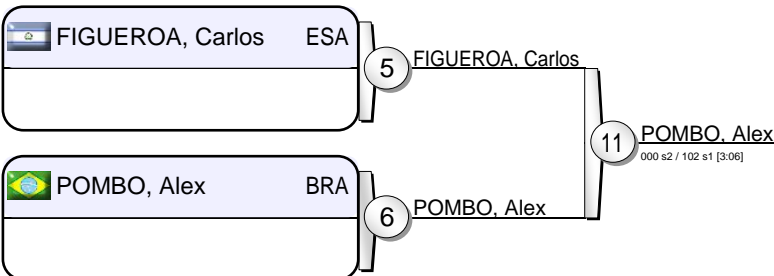 FIGUEROA, Carlos ESA
5 FIGUEROA, Carlos
11 POMBO, Alex
000 s2 / 102 s1 [3:06]
POMBO, Alex BRA
6 POMBO, Alex